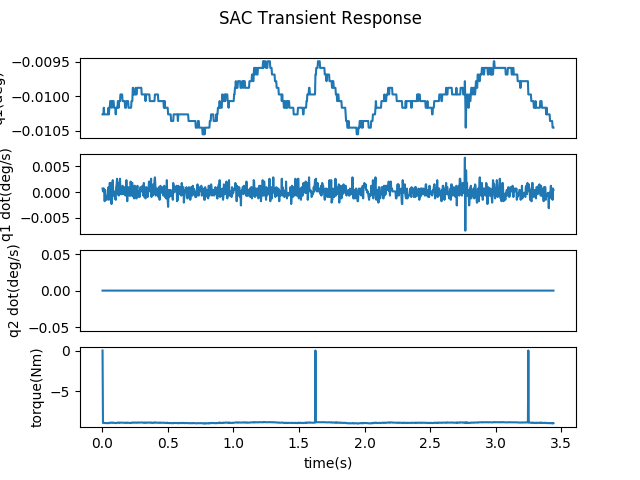 SAC Transient Response
−0.0095
−0.0100
−0.0105
q1(deg)
0.005
0.000
−0.005
q1 dot(deg/s)
0.05
0.00
−0.05
q2 dot(deg/s)
0
−5
torque(Nm)
0.0 0.5 1.0 1.5 2.0 2.5 3.0 3.5
time(s)